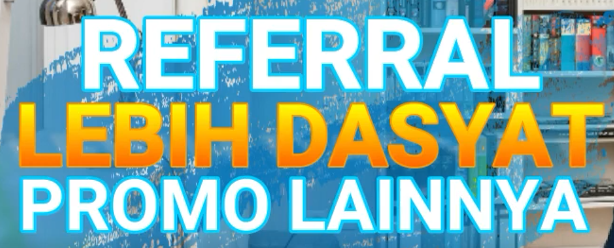 REFERRAL
LEBIH DASYAT
PROMO LAINNYA